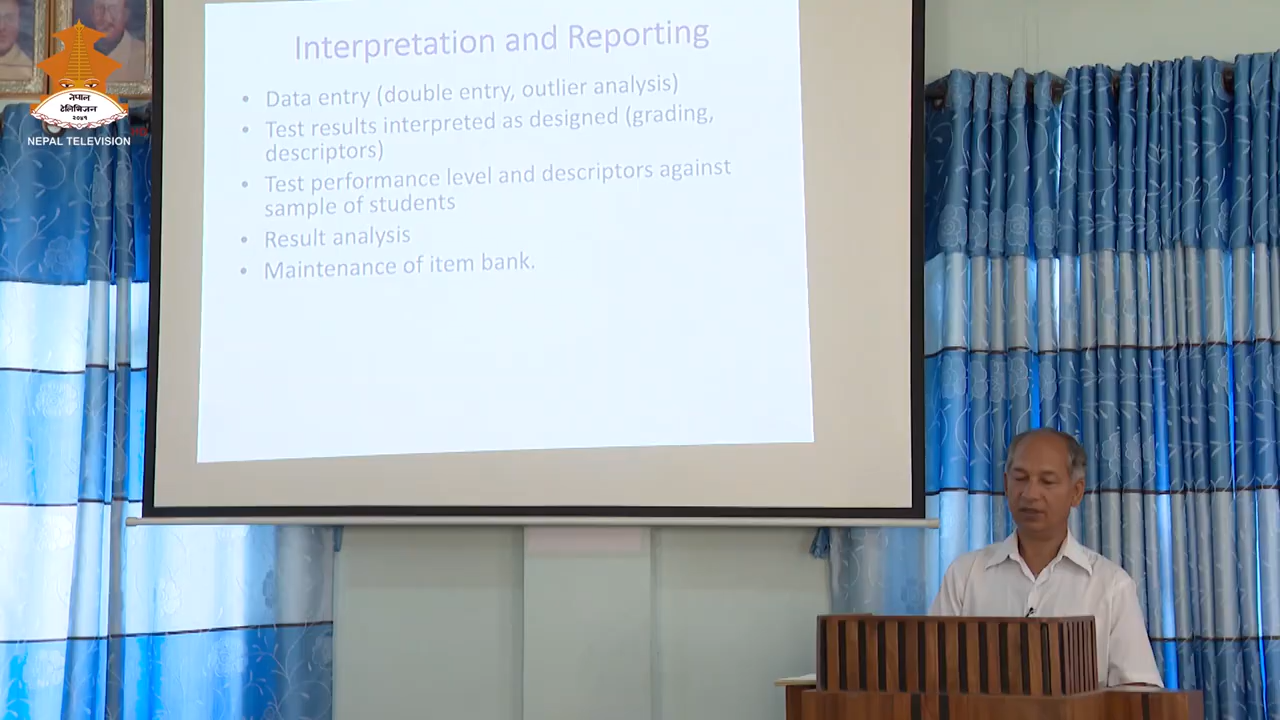 Interpretation and Reporting
• Data entry (double entry, outlier analysis)
• Test results interpreted as designed (grading,
descriptors)
• Test performance level and descriptors against
sample of students
• Result analysis
• Maintenance of item bank.
नेपाल
टेलिभिजन
२०४१
NEPAL TELEVISION